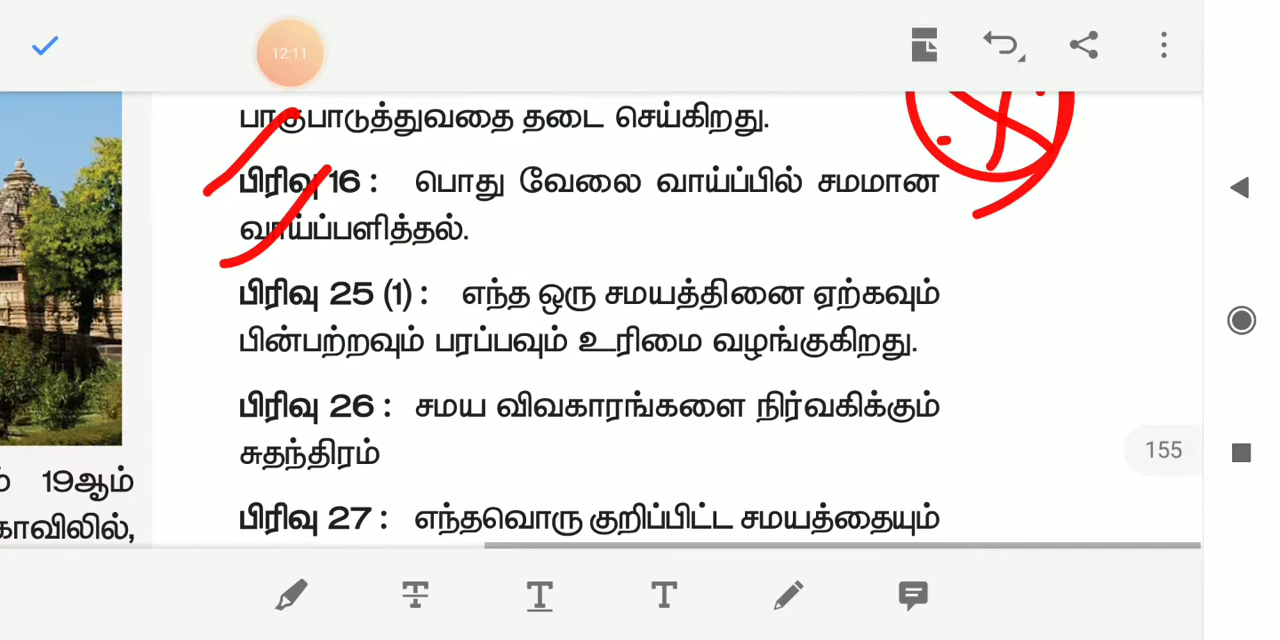 12:11
பாகுபாடுத்துவதை தடை செய்கிறது.
பிரிவு 16 : பொது வேலை வாய்ப்பில் சமமான
வாய்ப்பளித்தல்.
பிரிவு 25 (1) : எந்த ஒரு சமயத்தினை ஏற்கவும்
பின்பற்றவும் பரப்பவும் உரிமை வழங்குகிறது.
பிரிவு 26 : சமய விவகாரங்களை நிர்வகிக்கும்
சுதந்திரம்
பிரிவு 27 : எந்தவொரு குறிப்பிட்ட சமயத்தையும்
19ஆம்
காவிலில்,
155